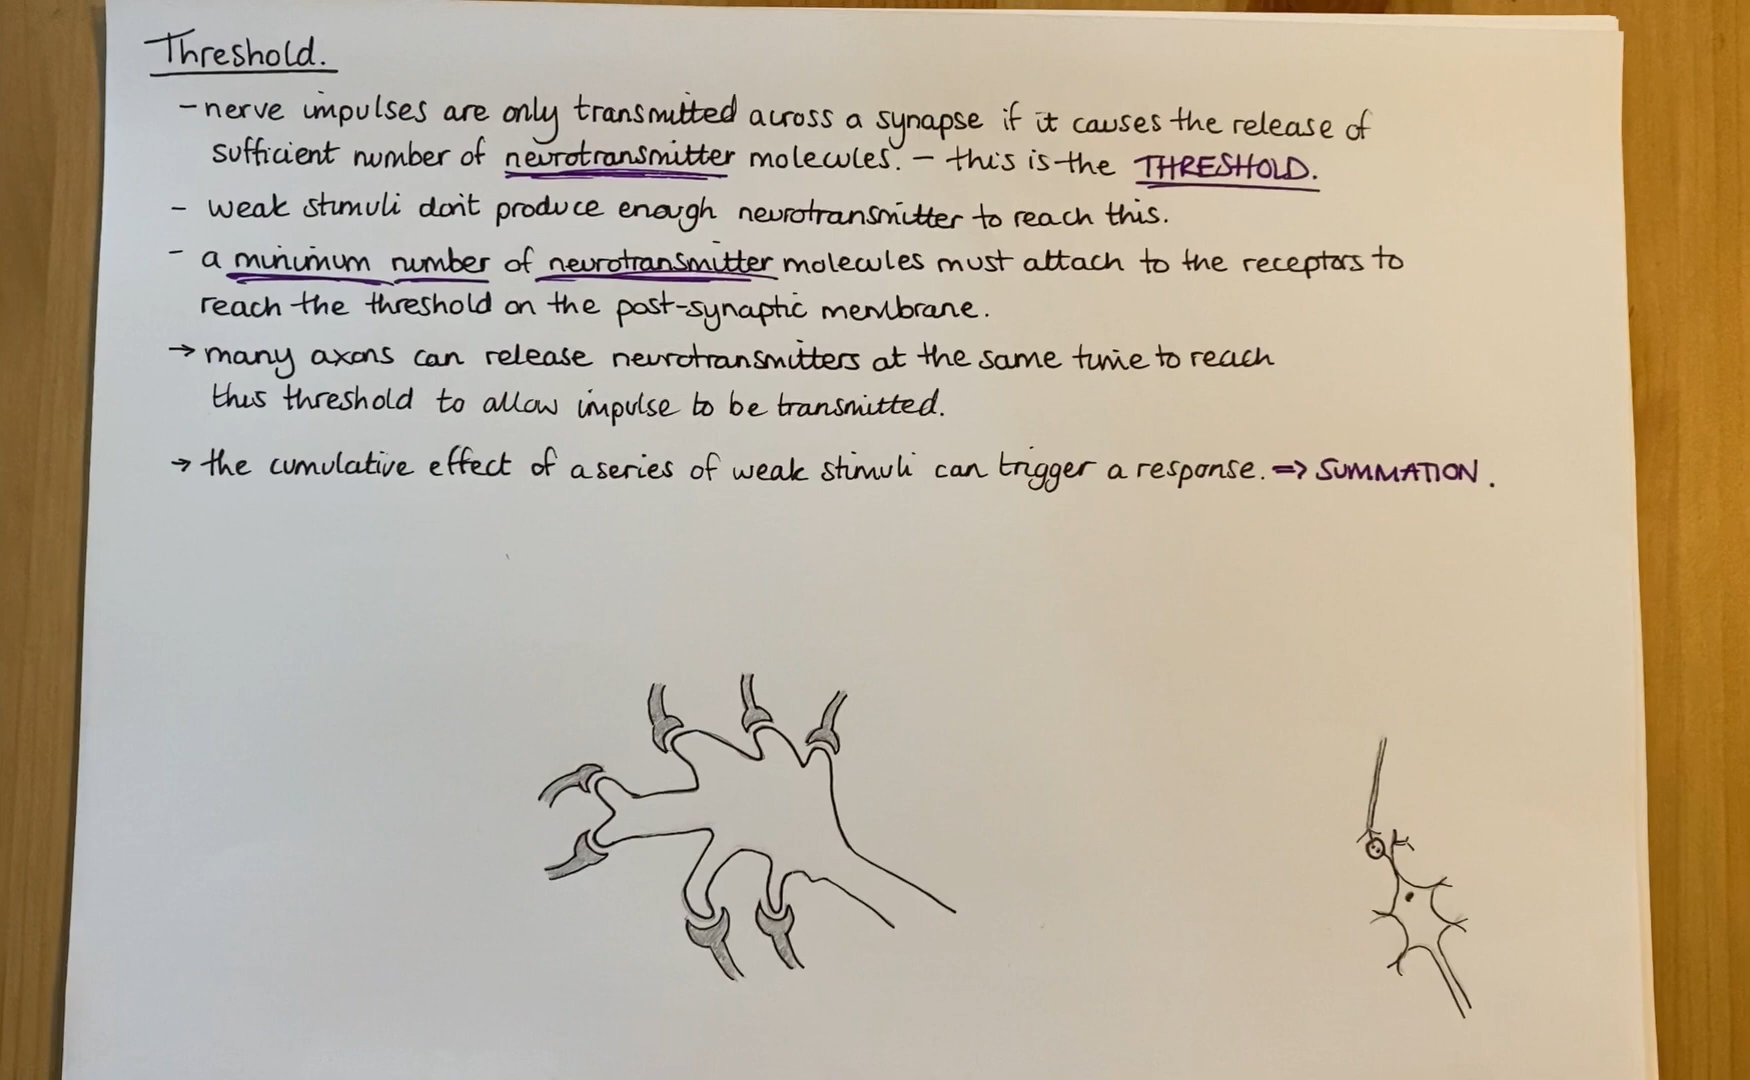 Threshold.
- nerve impulses are only transmitted across a synapse if it causes the release of
sufficient number of neurotransmitter molecules. - this is the THRESHOLD.
- weak stimuli don't produce enough neurotransmitter to reach this.
- a minimum number of neurotransmitter molecules must attach to the receptors to
reach the threshold on the post-synaptic membrane.
→ many axons can release neurotransmitters at the same time to reach
this threshold to allow impulse to be transmitted.
→ the cumulative effect of a series of weak stimuli can trigger a response. => SUMMATION.